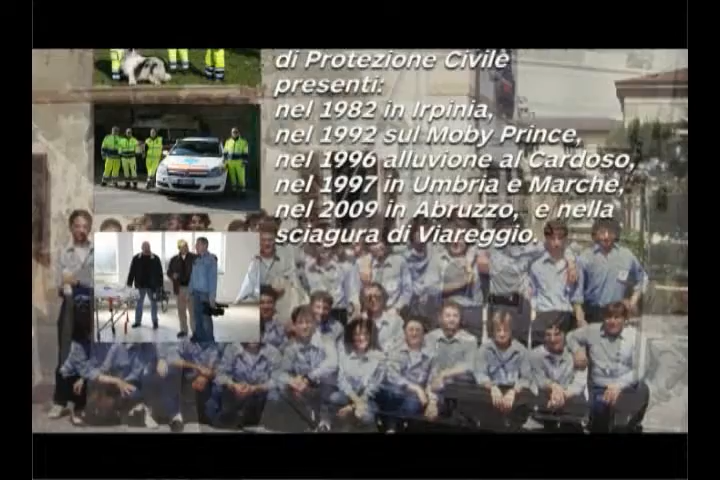 di Protezione Civile
presenti:
nel 1982 in Irpinia,
nel 1992 sul Moby Prince,
nel 1996 alluvione al Cardoso,
nel 1997 in Umbria e Marche,
nel 2009 in Abruzzo, e nella
sciagura di Viareggio.